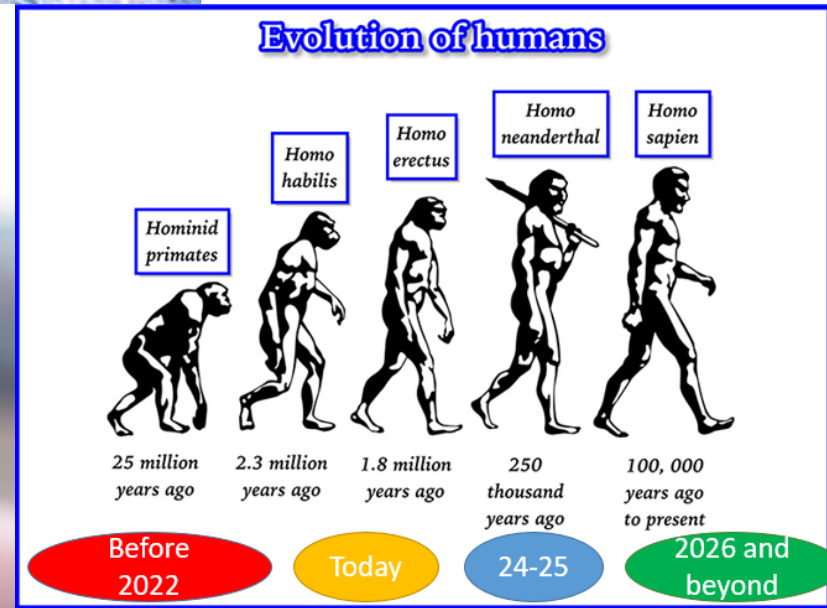 Evolution of humans
Hominid
primates
Homo
habilis
Homo
erectus
Homo
neanderthal
Homo
sapien
25 million
years ago
2.3 million
years ago
1.8 million
years ago
250
thousand
years ago
100, 000
years ago
to present
Before
2022
Today
24-25
2026 and
beyond